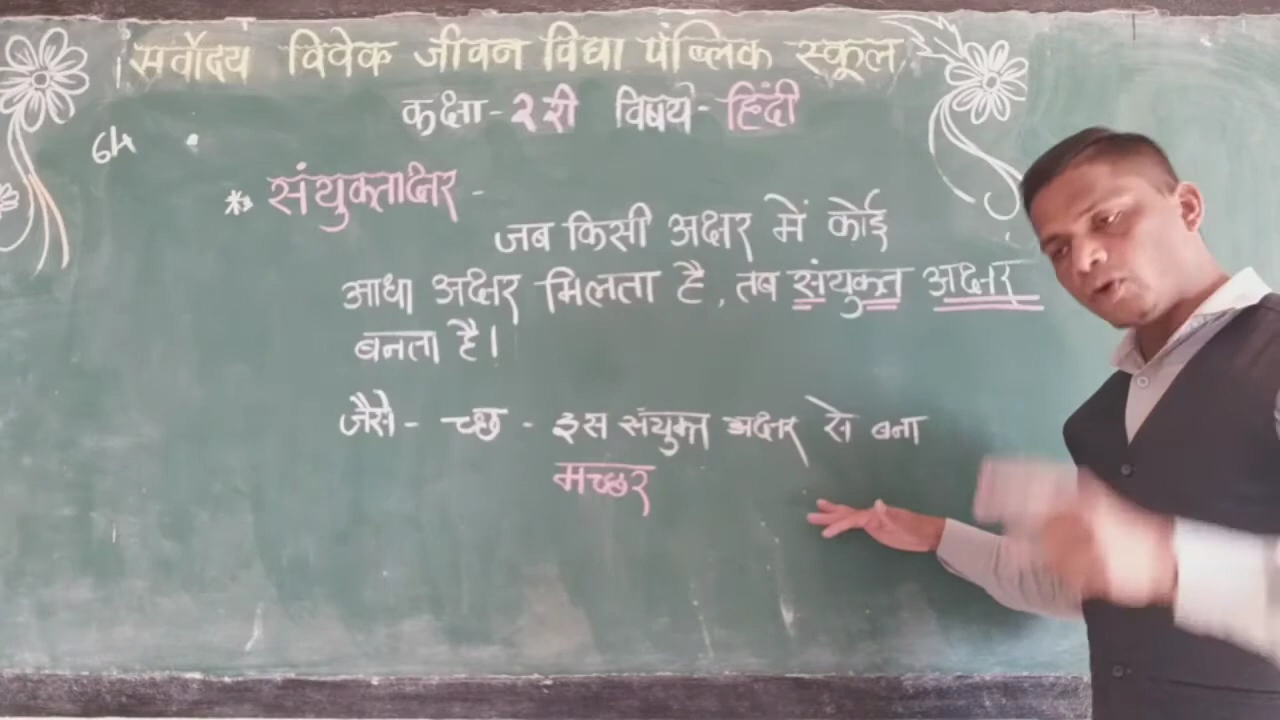 सर्वोदय विवेक जीवन विद्या पब्लिक स्कूल
कक्षा - २री विषय - हिंदी
* संयुक्ताक्षर -
जब किसी अक्षर में कोई
आधा अक्षर मिलता है, तब संयुक्त अक्षर
बनता है।
जैसे - च्छ - इस संयुक्त अक्षर से बना
मच्छर